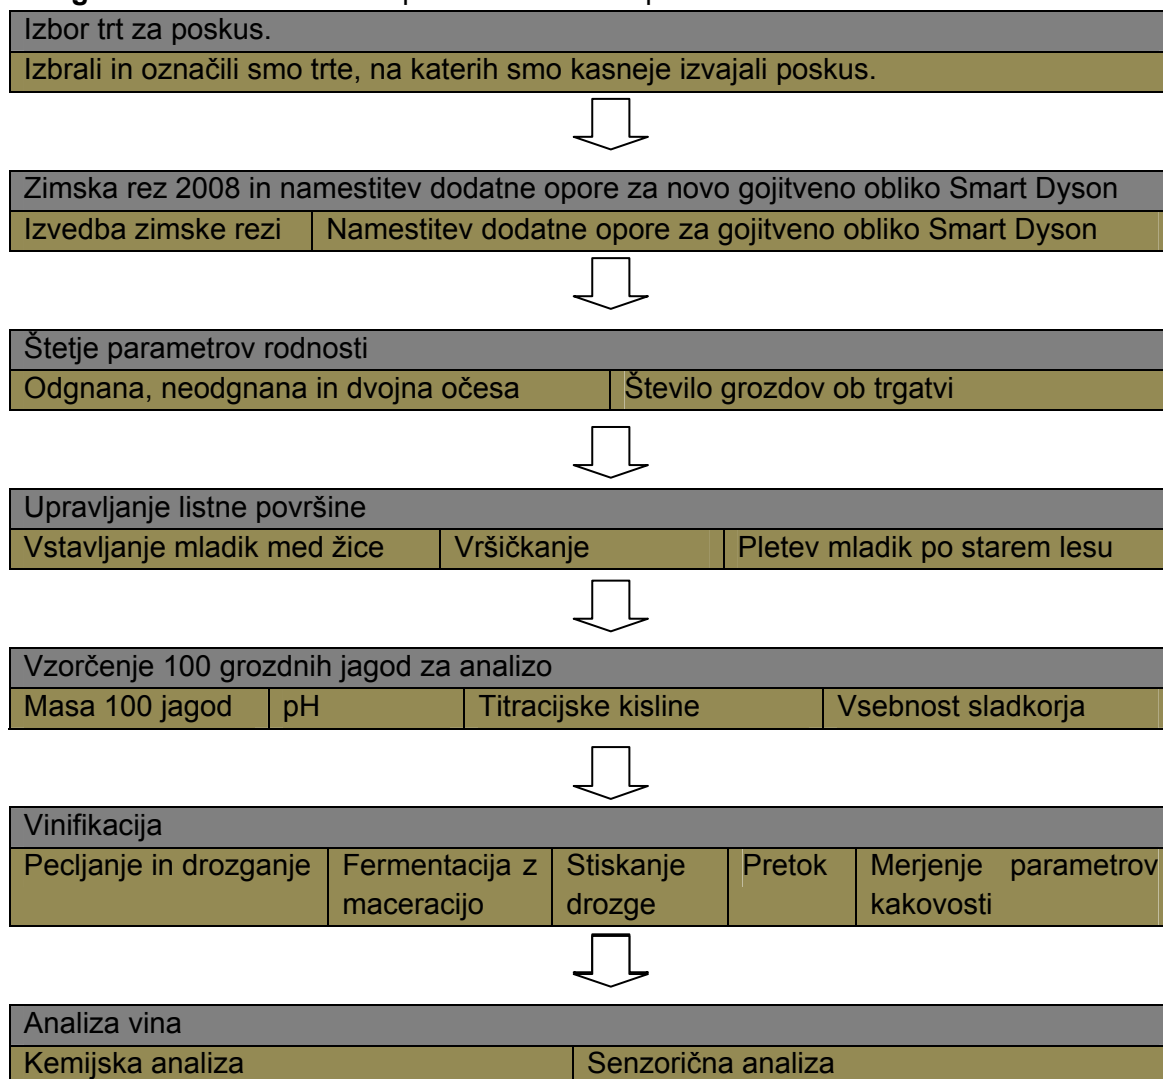 Izbor trt za poskus.
Izbrali in označili smo trte, na katerih smo kasneje izvajali poskus.
Zimska rez 2008 in namestitev dodatne opore za novo gojitveno obliko Smart Dyson
Izvedba zimske rezi Namestitev dodatne opore za gojitveno obliko Smart Dyson
Štetje parametrov rodnosti
Odgnana, neodgnana in dvojna očesa Število grozdov ob trgatvi
Upravljanje listne površine
Vstavljanje mladik med žice Vršičkanje Pletev mladik po starem lesu
Vzorčenje 100 grozdnih jagod za analizo
Masa 100 jagod pH Titracijske kisline Vsebnost sladkorja
Vinifikacija
Pecljanje in drozganje Fermentacija z Stiskanje Pretok Merjenje parametrov
maceracijo drozge kakovosti
Analiza vina
Kemijska analiza Senzorična analiza